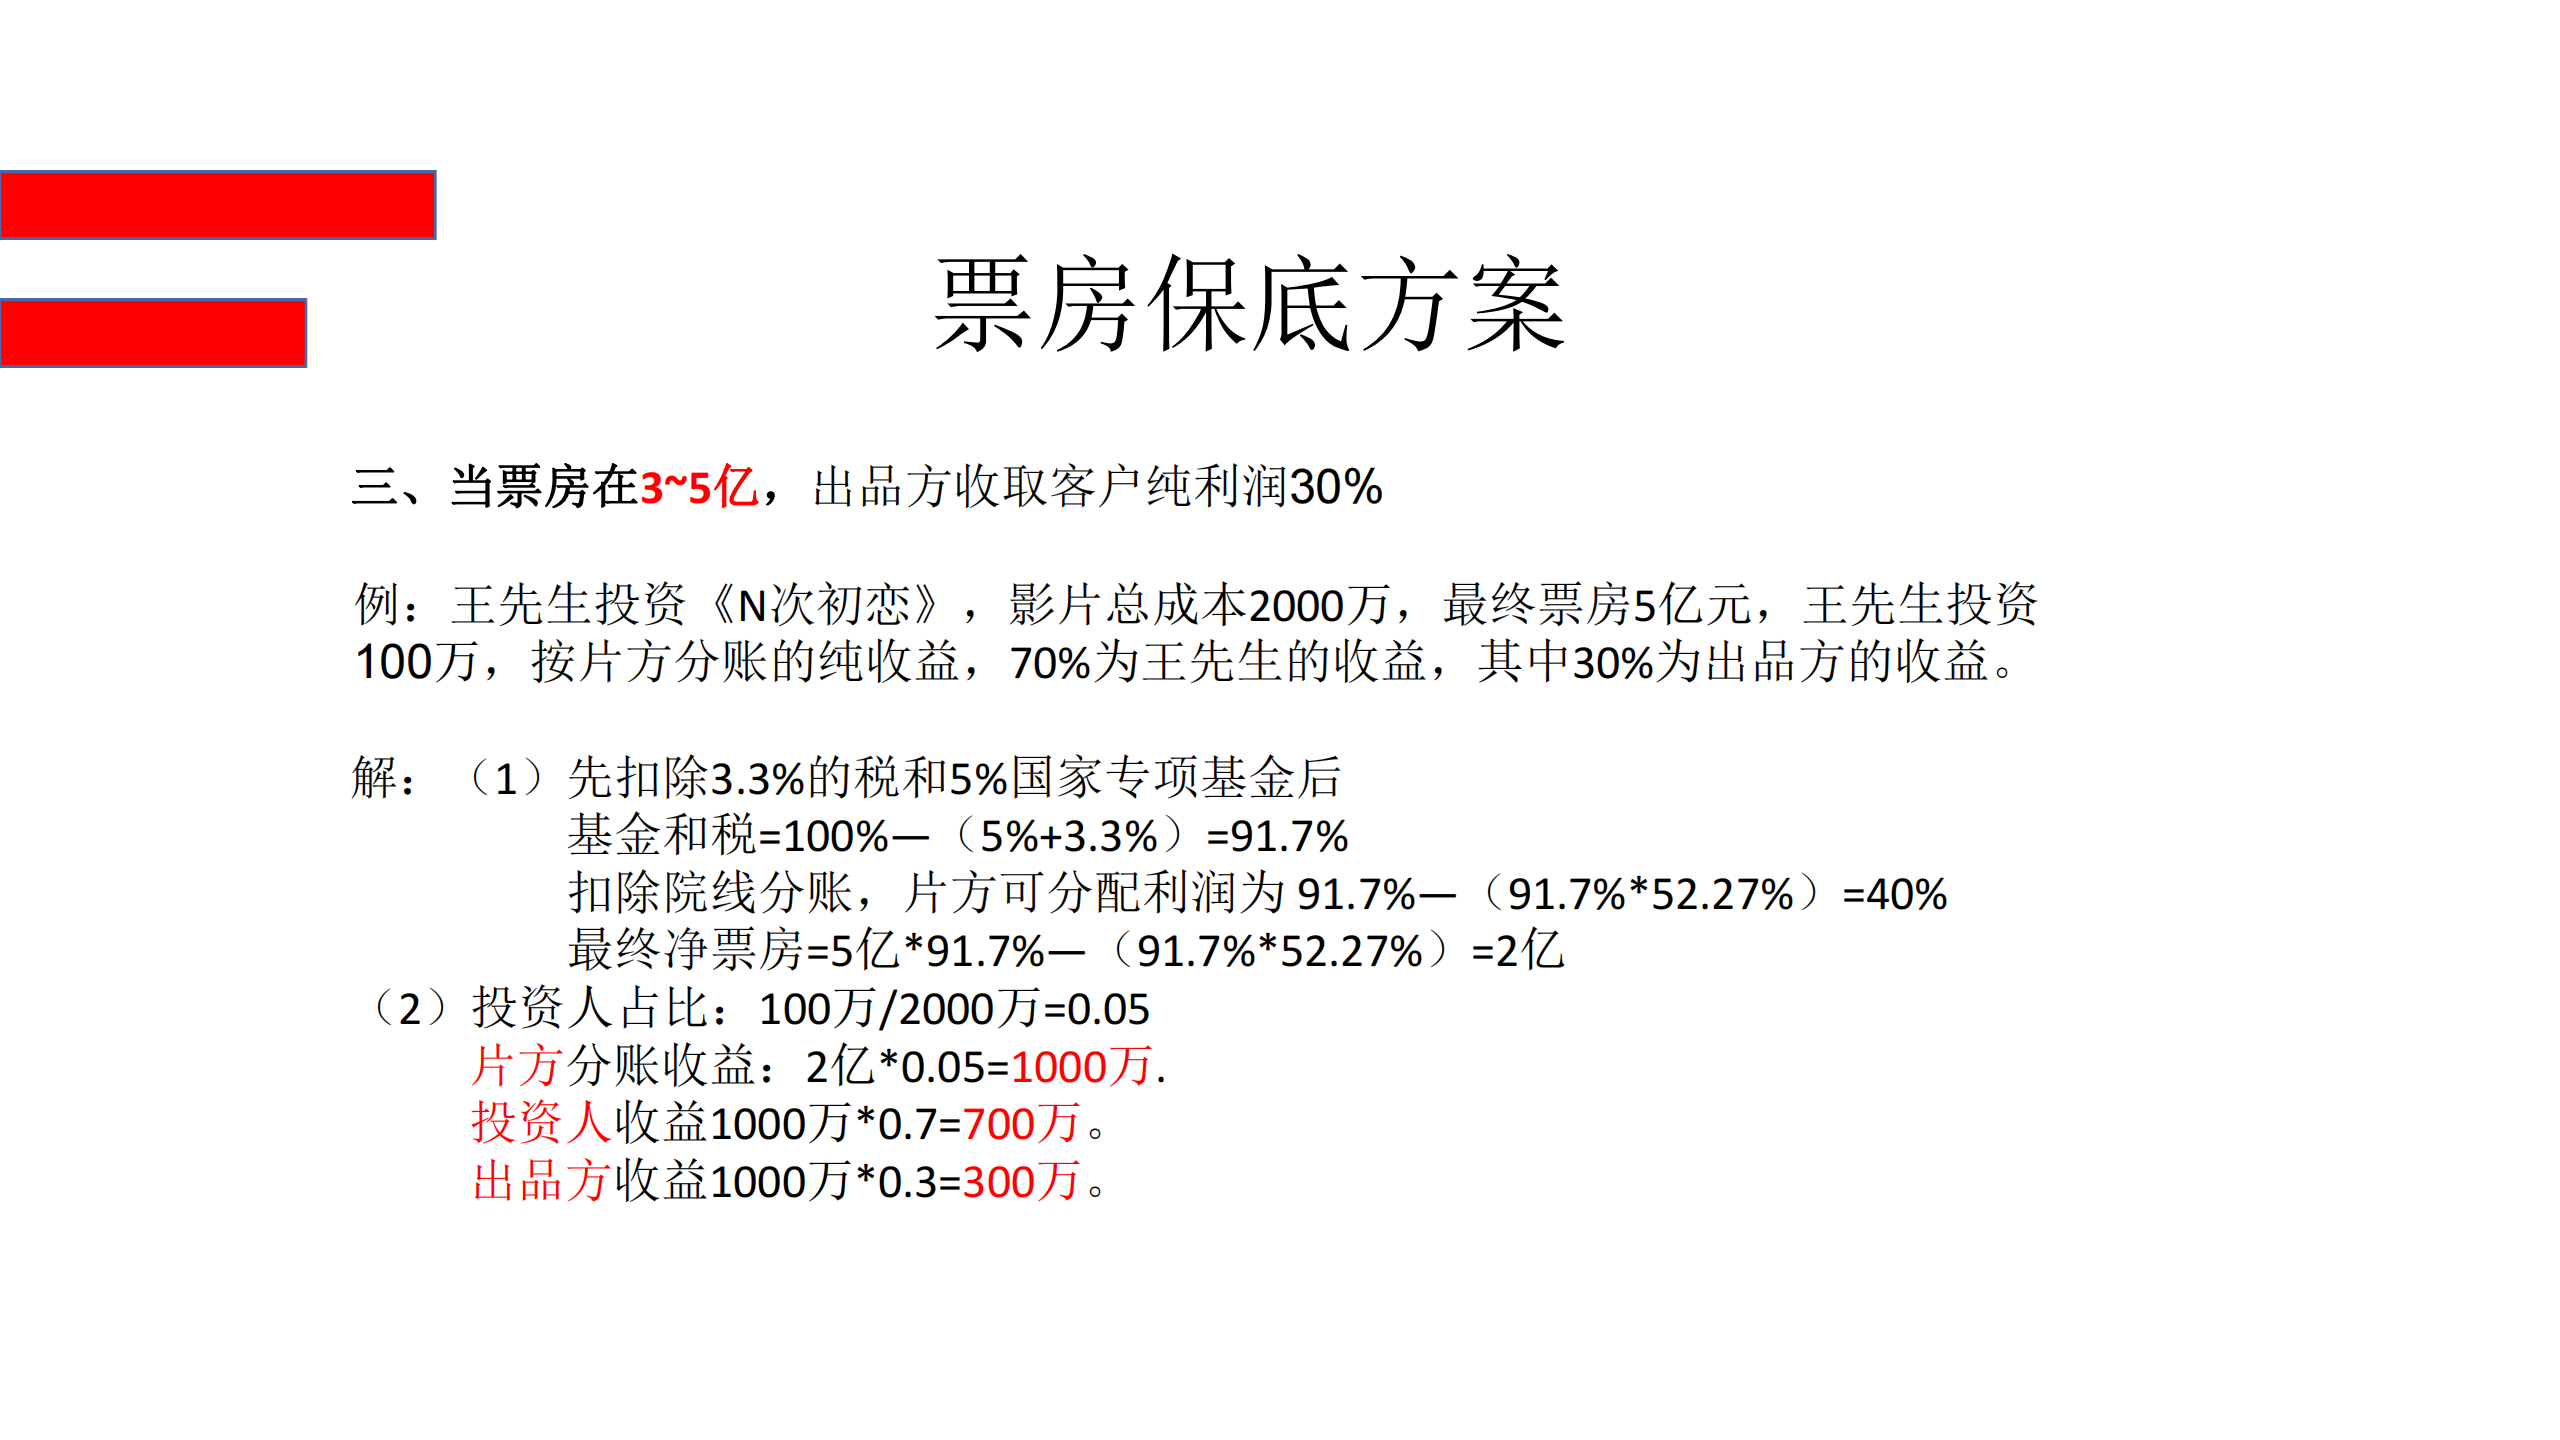 票房保底方案
三、当票房在3~5亿，出品方收取客户纯利润30%
例：王先生投资《N次初恋》，影片总成本2000万，最终票房5亿元，王先生投资
100万，按片方分账的纯收益，70%为王先生的收益，其中30%为出品方的收益。
解：（1）先扣除3.3%的税和5%国家专项基金后
基金和税=100%—（5%+3.3%）=91.7%
扣除院线分账，片方可分配利润为 91.7%—（91.7%*52.27%）=40%
最终净票房=5亿*91.7%—（91.7%*52.27%）=2亿
（2）投资人占比：100万/2000万=0.05
片方分账收益：2亿*0.05=1000万.
投资人收益1000万*0.7=700万。
出品方收益1000万*0.3=300万。